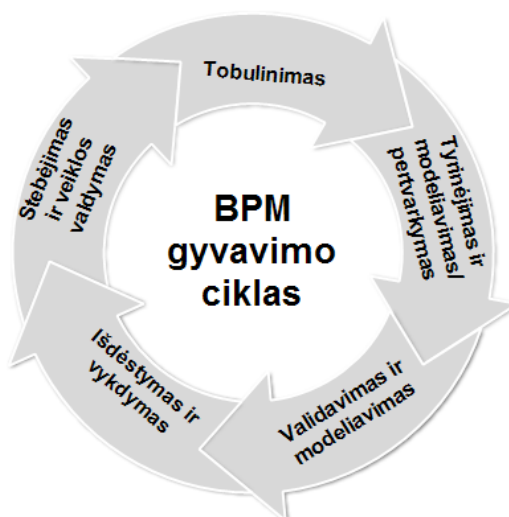 Tobulinimas
Tyrinėjimas ir
modeliavimas/
pertvarkymas
Validavimas ir
modeliavimas
Išdėstymas ir
vykdymas
Stebėjimas
ir veiklos
valdymas
BPM
gyvavimo
ciklas